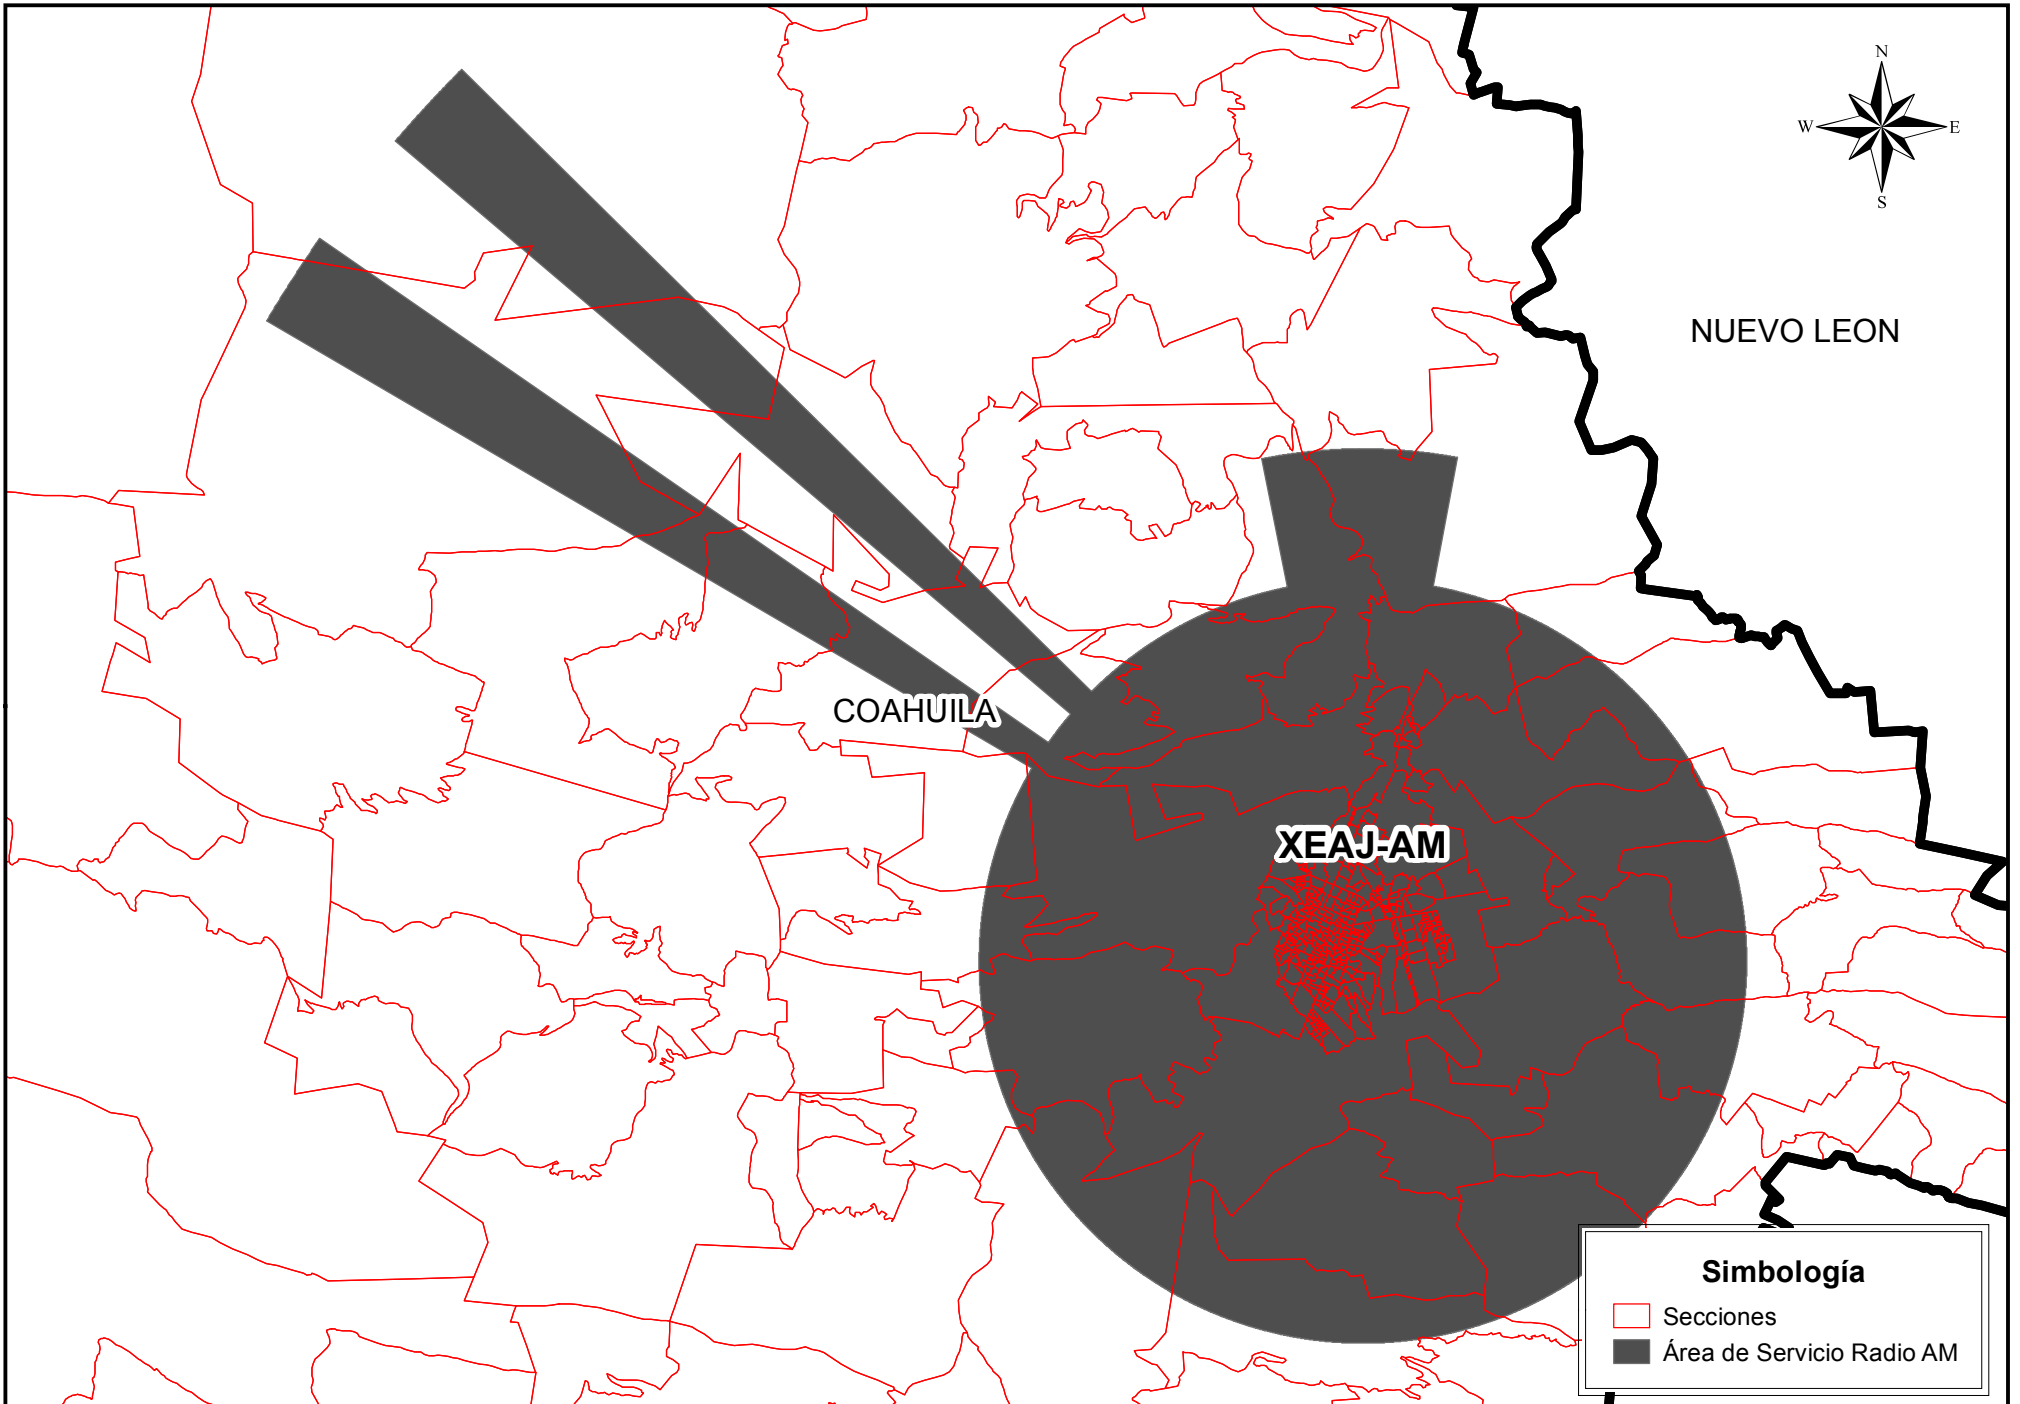 N
W
E
S
NUEVO LEON
COAHUILA
XEAJ-AM
Simbología
Secciones
Área de Servicio Radio AM